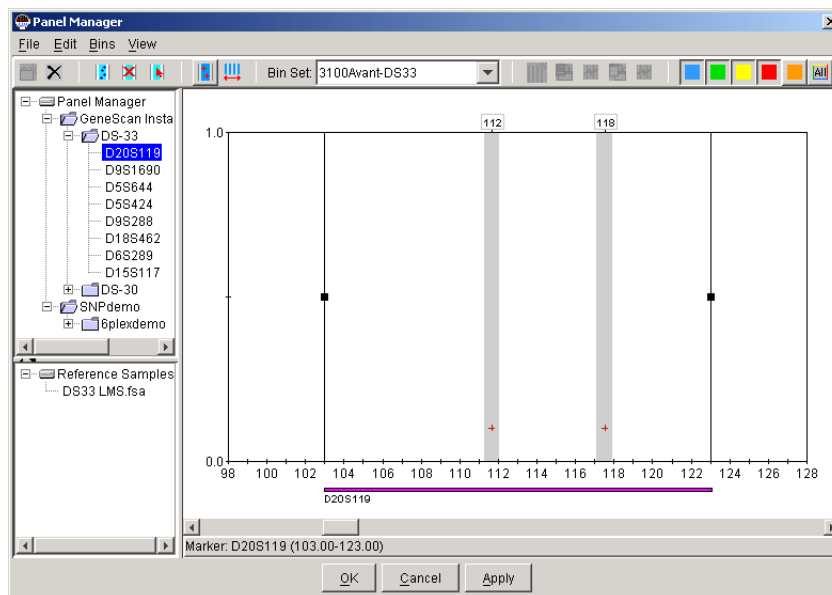 Panel Manager
File Edit Bins View
Bin Set: 3100Avant-DS33
All
Panel Manager
GeneScan Insta
DS-33
D20S119
D9S1690
D5S644
D5S424
D9S288
D18S462
D6S289
D15S117
DS-30
SNPdemo
6plexdemo
Reference Samples
DS33 LMS.fsa
112 118
1.0
0.0
98 100 102 104 106 108 110 112 114 116 118 120 122 124 126 128
D20S119
Marker: D20S119 (103.00-123.00)
OK Cancel Apply